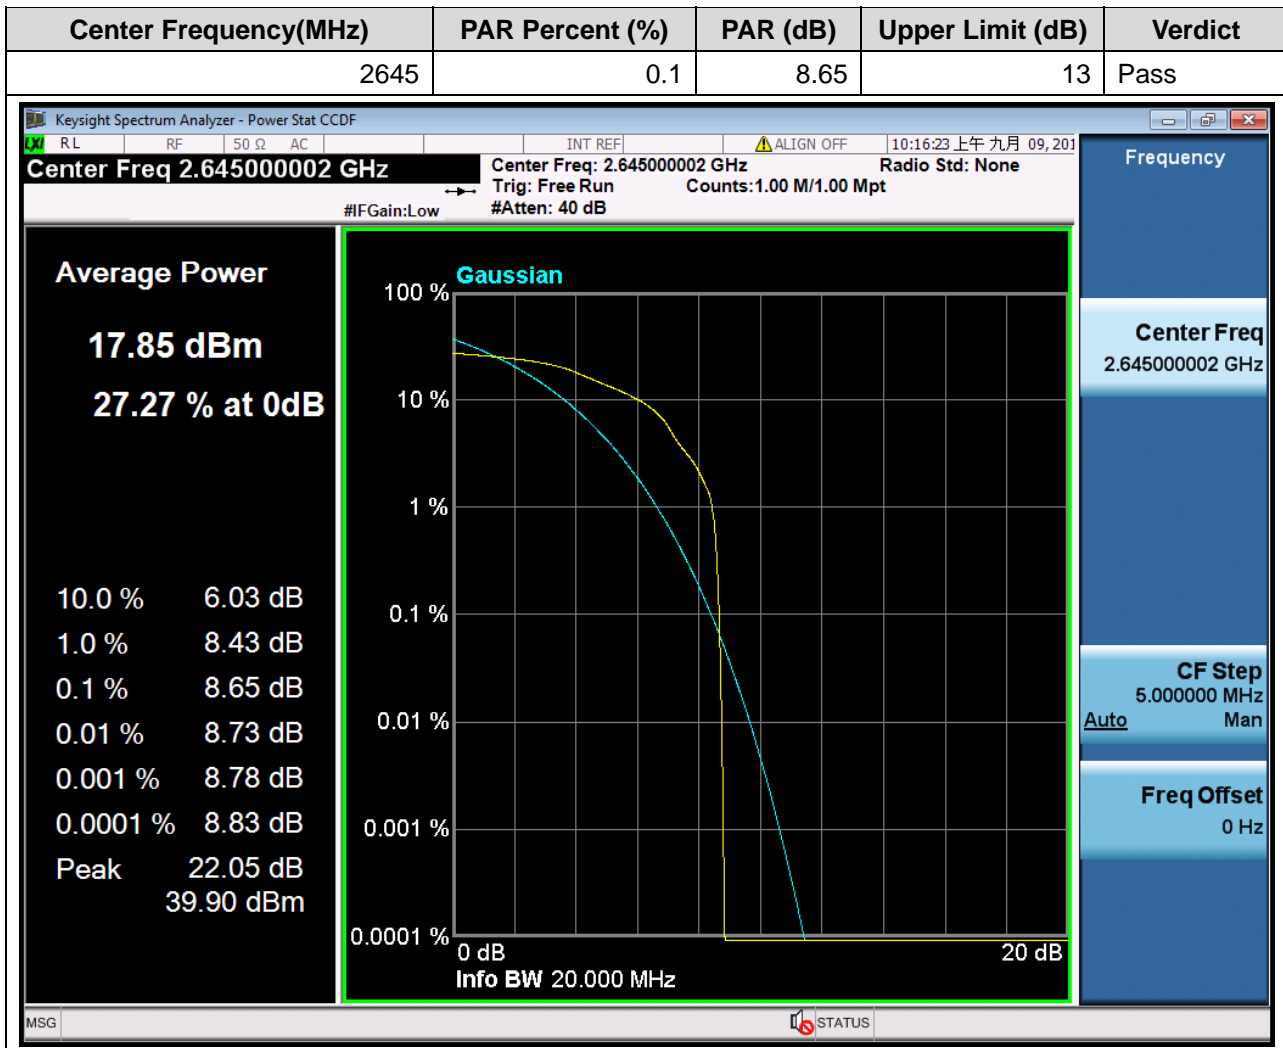 Center Frequency(MHz) PAR Percent (%) PAR (dB) Upper Limit (dB) Verdict
2645 0.1 8.65 13 Pass
Keysight Spectrum Analyzer - Power Stat CCDF
LXI RL RF 50 Ω AC INT REF ALIGN OFF 10:16:23 上午 九月 09, 201
Center Freq 2.645000002 GHz
Center Freq: 2.645000002 GHz Radio Std: None
Trig: Free Run Counts:1.00 M/1.00 Mpt
#IFGain:Low #Atten: 40 dB
Average Power
17.85 dBm
27.27 % at 0dB
10.0 % 6.03 dB
1.0 % 8.43 dB
0.1 % 8.65 dB
0.01 % 8.73 dB
0.001 % 8.78 dB
0.0001 % 8.83 dB
Peak 22.05 dB
39.90 dBm
Gaussian
100 %
10 %
1 %
0.1 %
0.01 %
0.001 %
0.0001 %
0 dB 20 dB
Info BW 20.000 MHz
Frequency
Center Freq
2.645000002 GHz
CF Step
5.000000 MHz
Auto Man
Freq Offset
0 Hz
MSG STATUS